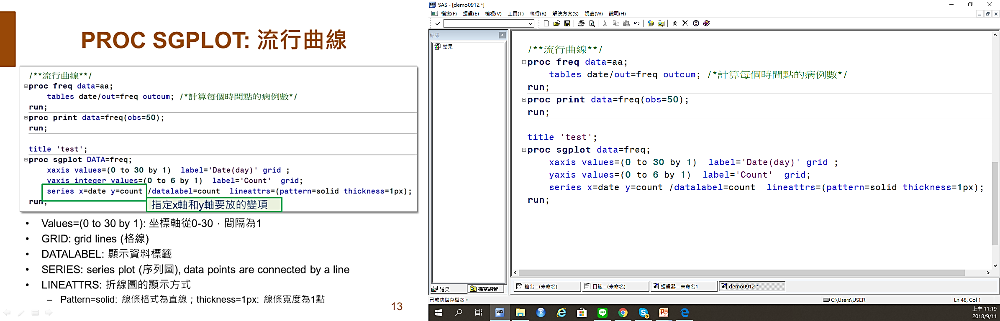 PROC SGPLOT: 流行曲線
/**流行曲線**/
proc freq data=aa;
tables date/out=freq outcum; /*計算每個時間點的病例數*/
run;
proc print data=freq(obs=50);
run;
title 'test';
proc sgplot DATA=freq;
xaxis values=(0 to 30 by 1) label='Date(day)' grid ;
yaxis integer values=(0 to 6 by 1) label='Count' grid;
series x=date y=count /datalabel=count lineattrs=(pattern=solid thickness=1px);
run;
指定x軸和y軸要放的變項
• Values=(0 to 30 by 1): 坐標軸從0-30，間隔為1
• GRID: grid lines (格線)
• DATALABEL: 顯示資料標籤
• SERIES: series plot (序列圖), data points are connected by a line
• LINEATTRS: 折線圖的顯示方式
– Pattern=solid: 線條格式為直線；thickness=1px: 線條寬度為1點
13
SAS - [demo0912 *]
檔案(F) 編輯(E) 檢視(V) 工具(T) 執行(R) 解決方案(S) 視窗(W) 說明(H)
結果
結果
/**流行曲線**/
proc freq data=aa;
tables date/out=freq outcum; /*計算每個時間點的病例數*/
run;
proc print data=freq(obs=50);
run;
title 'test';
proc sgplot data=freq;
xaxis values=(0 to 30 by 1) label='Date(day)' grid ;
yaxis values=(0 to 6 by 1) label='Count' grid;
series x=date y=count /datalabel=count lineattrs=(pattern=solid thickness=1px);
run;
結果 檔案總管
輸出 - (未命名) 日誌 - (未命名) 編輯器 - 未命名1 demo0912 *
已成功儲存檔案。 C:\Users\USER Ln 48, Col 1
上午 11:19
2018/9/11